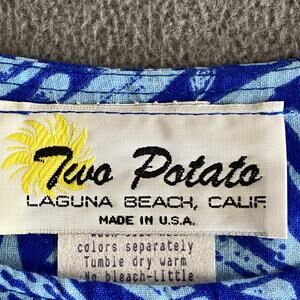 Two Potato
LAGUNA BEACH, CALIF
MADE IN U.S.A.
colors separately
Tumble dry warm
No bleach-Little